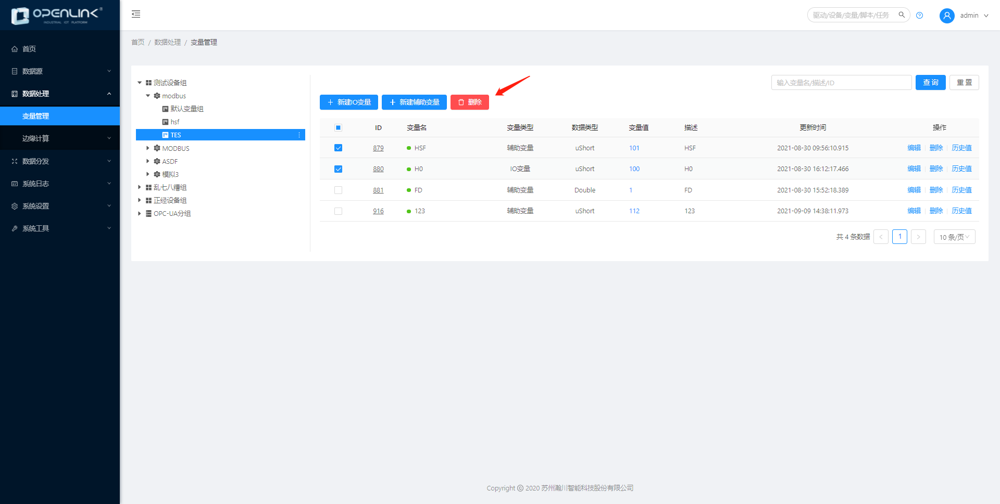 OPENLINK®
INDUSTRIAL IOT PLATFORM
驱动/设备/变量/脚本/任务
admin
首页 / 数据处理 / 变量管理
首页
数据源
数据处理
变量管理
边缘计算
数据分发
系统日志
系统设置
系统工具
测试设备组
modbus
默认变量组
hsf
TES
MODBUS
ASDF
模拟3
乱七八糟组
正经设备组
OPC-UA分组
输入变量名/描述/ID 查 询 重 置
新建IO变量 新建辅助变量 删除
ID 变量名 变量类型 数据类型 变量值 描述 更新时间 操作
879 HSF 辅助变量 uShort 101 HSF 2021-08-30 09:56:10.915 编辑 删除 历史值
880 H0 IO变量 uShort 100 H0 2021-08-30 16:12:17.466 编辑 删除 历史值
881 FD 辅助变量 Double 1 FD 2021-08-30 15:52:18.389 编辑 删除 历史值
916 123 辅助变量 uShort 112 123 2021-09-09 14:38:11.973 编辑 删除 历史值
共 4 条数据 < 1 > 10 条/页
Copyright © 2020 苏州瀚川智能科技股份有限公司